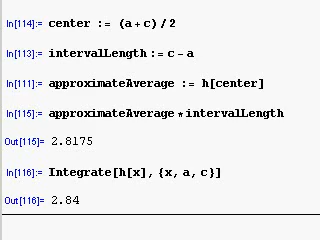 In[114]:= center := (a + c) / 2
In[113]:= intervalLength := c - a
In[111]:= approximateAverage := h[center]
In[115]:= approximateAverage * intervalLength
Out[115]= 2.8175
In[116]:= Integrate[h[x], {x, a, c}]
Out[116]= 2.84